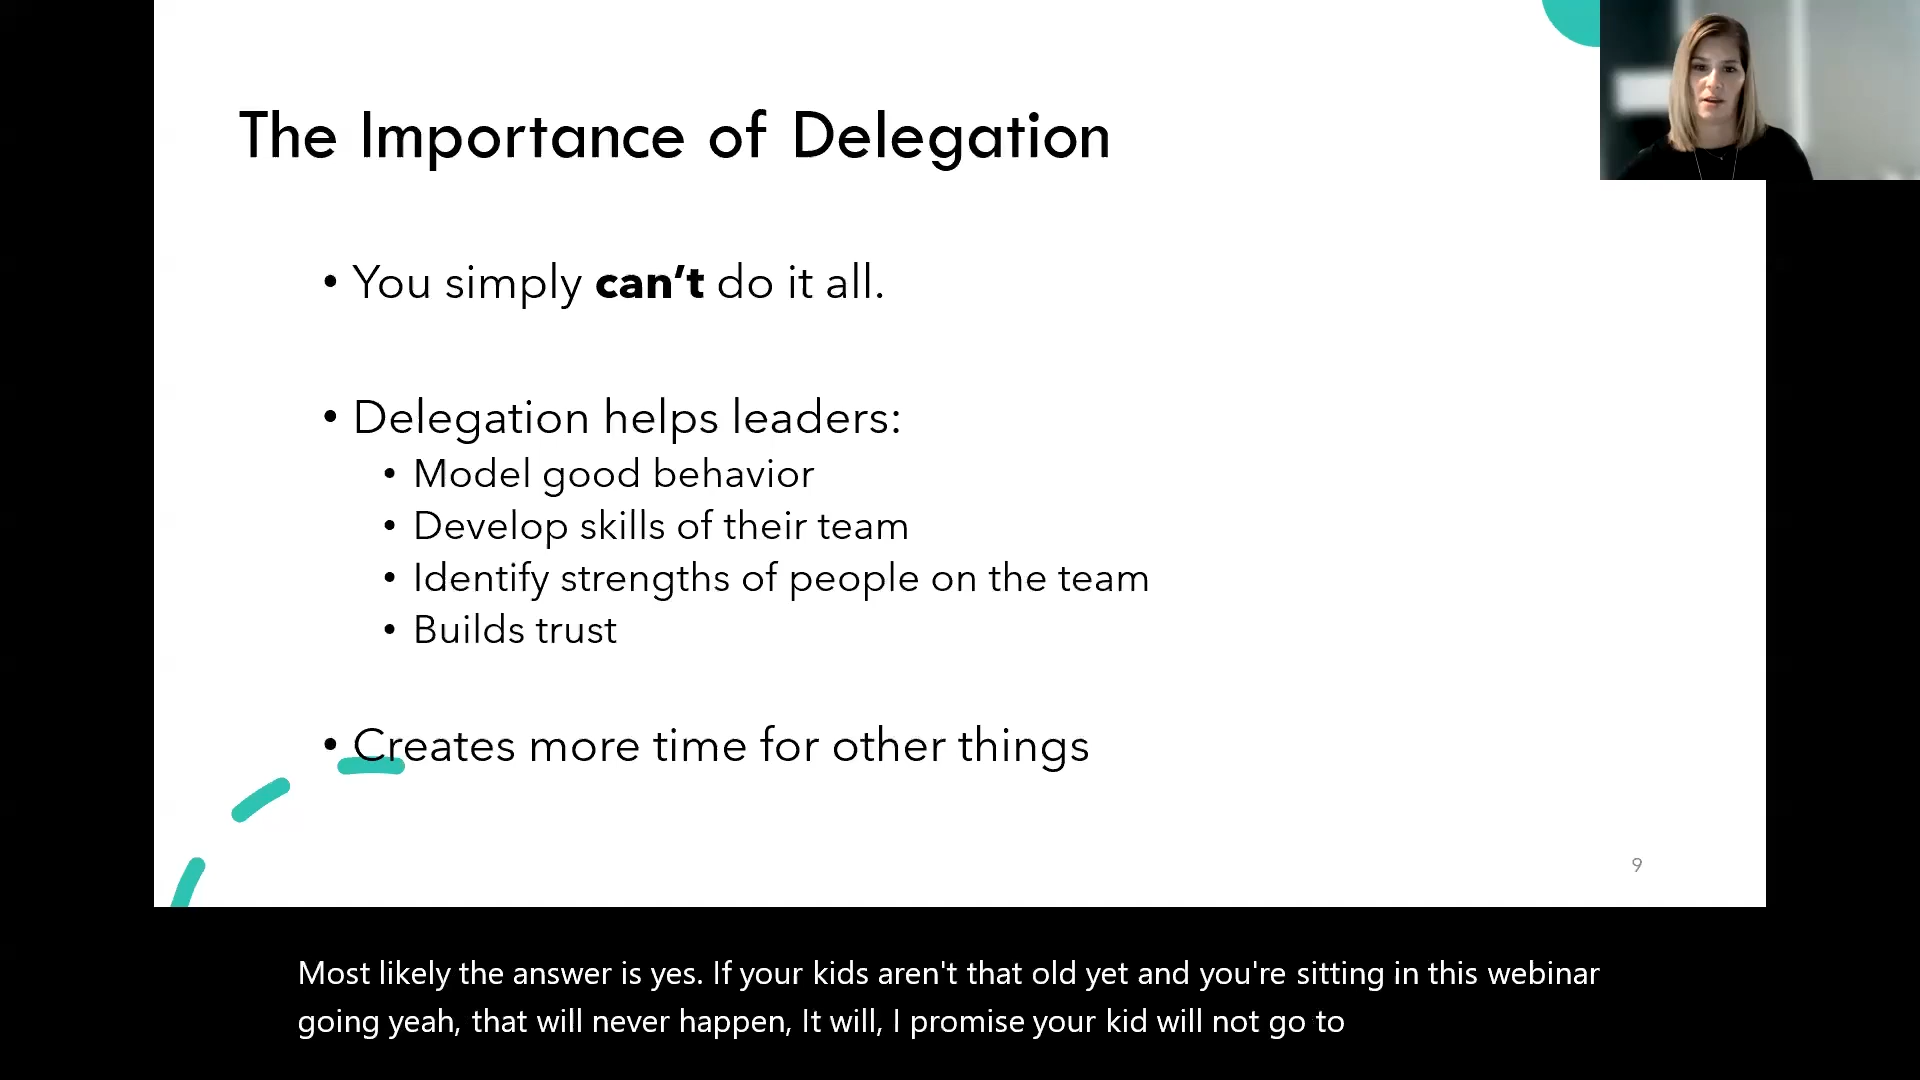 The Importance of Delegation
• You simply can’t do it all.
• Delegation helps leaders:
• Model good behavior
• Develop skills of their team
• Identify strengths of people on the team
• Builds trust
• Creates more time for other things
9
Most likely the answer is yes. If your kids aren't that old yet and you're sitting in this webinar
going yeah, that will never happen, It will, I promise your kid will not go to